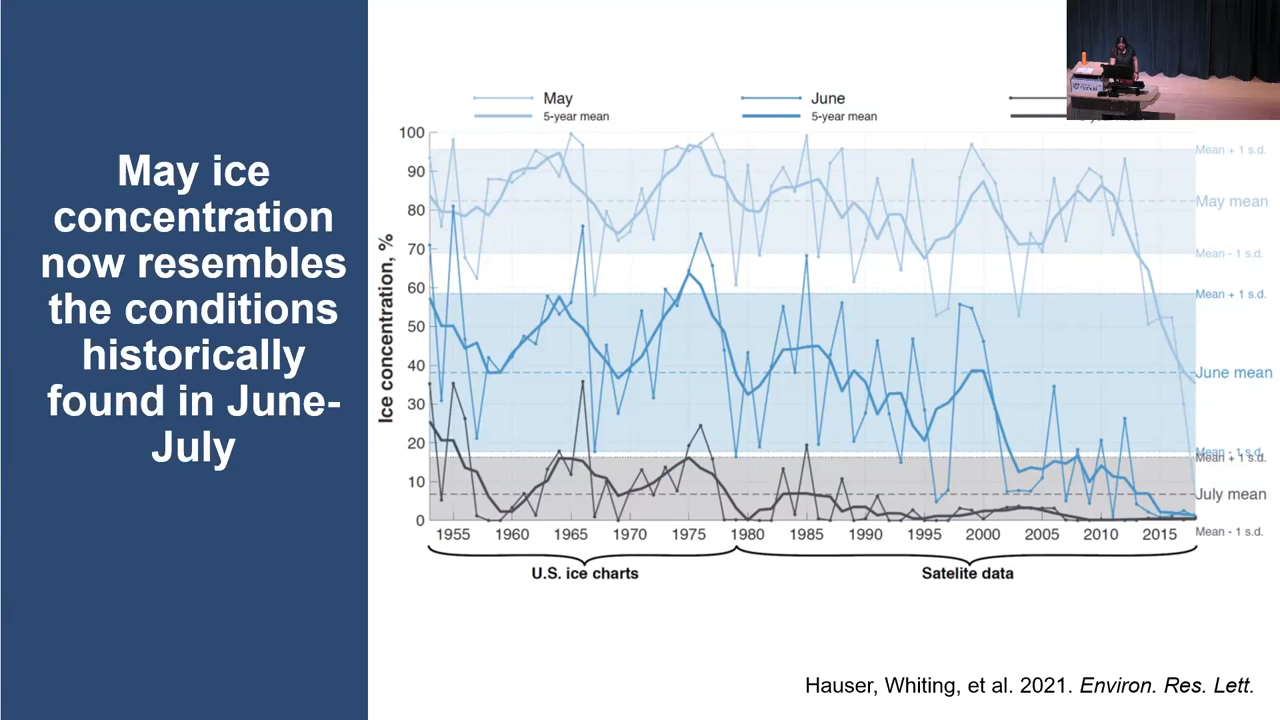 May ice
concentration
now resembles
the conditions
historically
found in June-
July
May
June
5-year mean
5-year mean
Ice concentration, %
100
90
80
70
60
50
40
30
20
10
0
Mean + 1 s.d.
May mean
Mean - 1 s.d.
Mean + 1 s.d.
June mean
Mean - 1 s.d.
Mean + 1 s.d.
July mean
Mean - 1 s.d.
1955 1960 1965 1970 1975 1980 1985 1990 1995 2000 2005 2010 2015
U.S. ice charts
Satelite data
Hauser, Whiting, et al. 2021. Environ. Res. Lett.